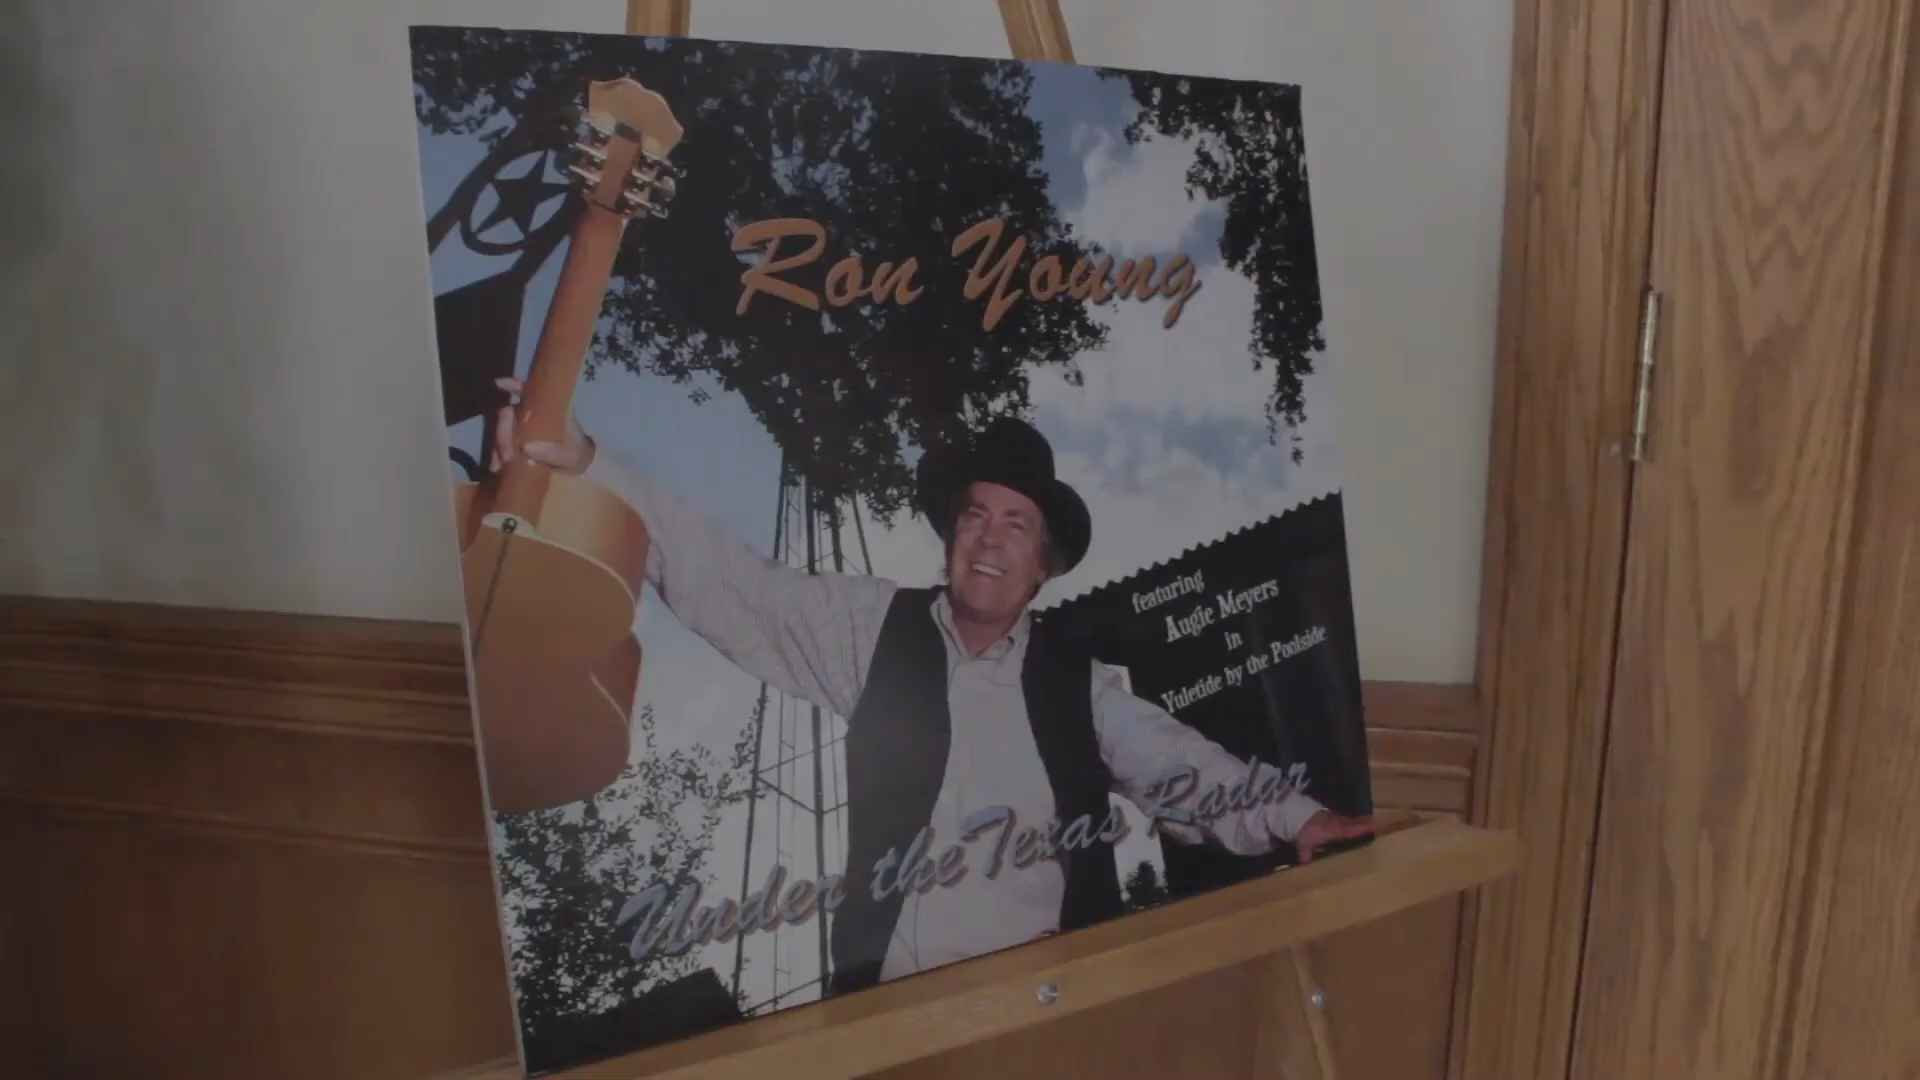 Ron Young
featuring
Augie Meyers
in
Yuletide by the Poolside
Under the Texas Radar